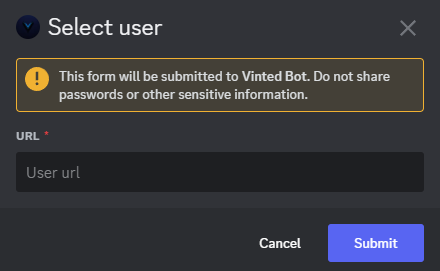 Select user
This form will be submitted to Vinted Bot. Do not share
passwords or other sensitive information.
URL *
User url
Cancel Submit